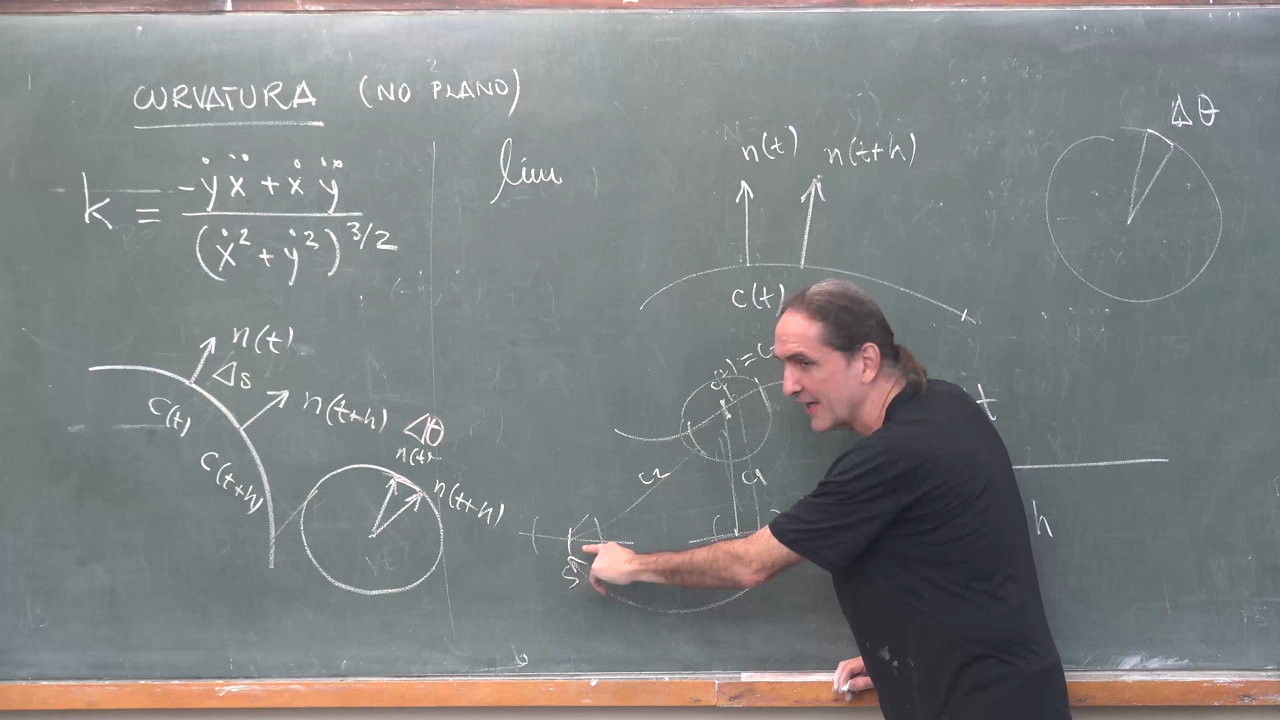 CURVATURA (NO PLANO)
k = -ẏẍ + ẋÿ
(ẋ² + ẏ²)^3/2
lim
n(t) n(t+h)
Δθ
c(t)
n(t)
Δs
c(t)
n(t+h)
Δθ
n(t)
c(t+h)
n(t+h)
c2
c1
s
t
h